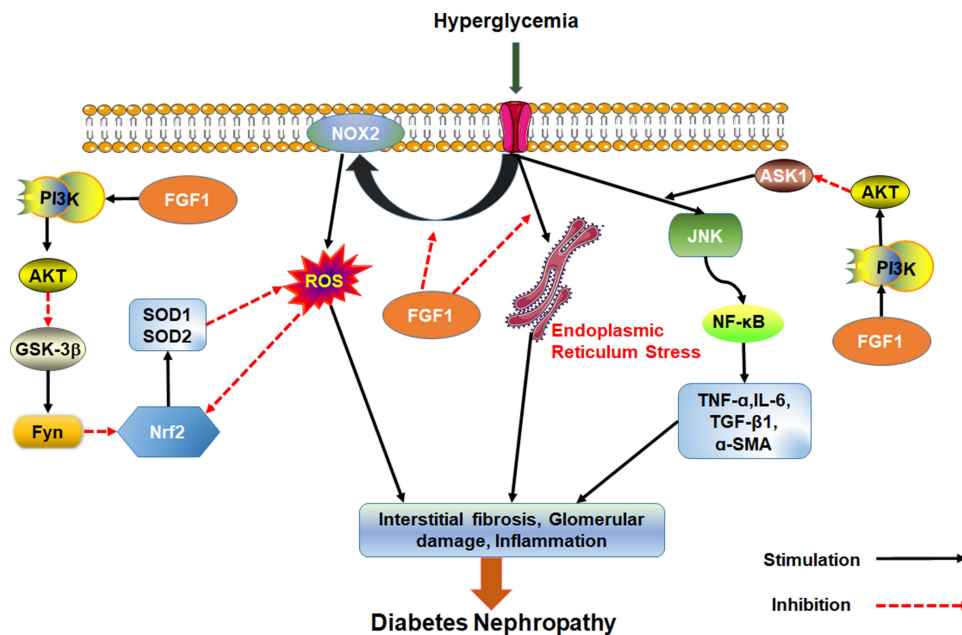 Hyperglycemia
NOX2
ASK1
PI3K
FGF1
AKT
JNK
AKT
ROS
PI3K
SOD1
SOD2
FGF1
NF-κB
Endoplasmic
Reticulum Stress
GSK-3β
FGF1
TNF-α,IL-6,
TGF-β1,
α-SMA
Fyn
Nrf2
Interstitial fibrosis, Glomerular
damage, Inflammation
Stimulation
Inhibition
Diabetes Nephropathy